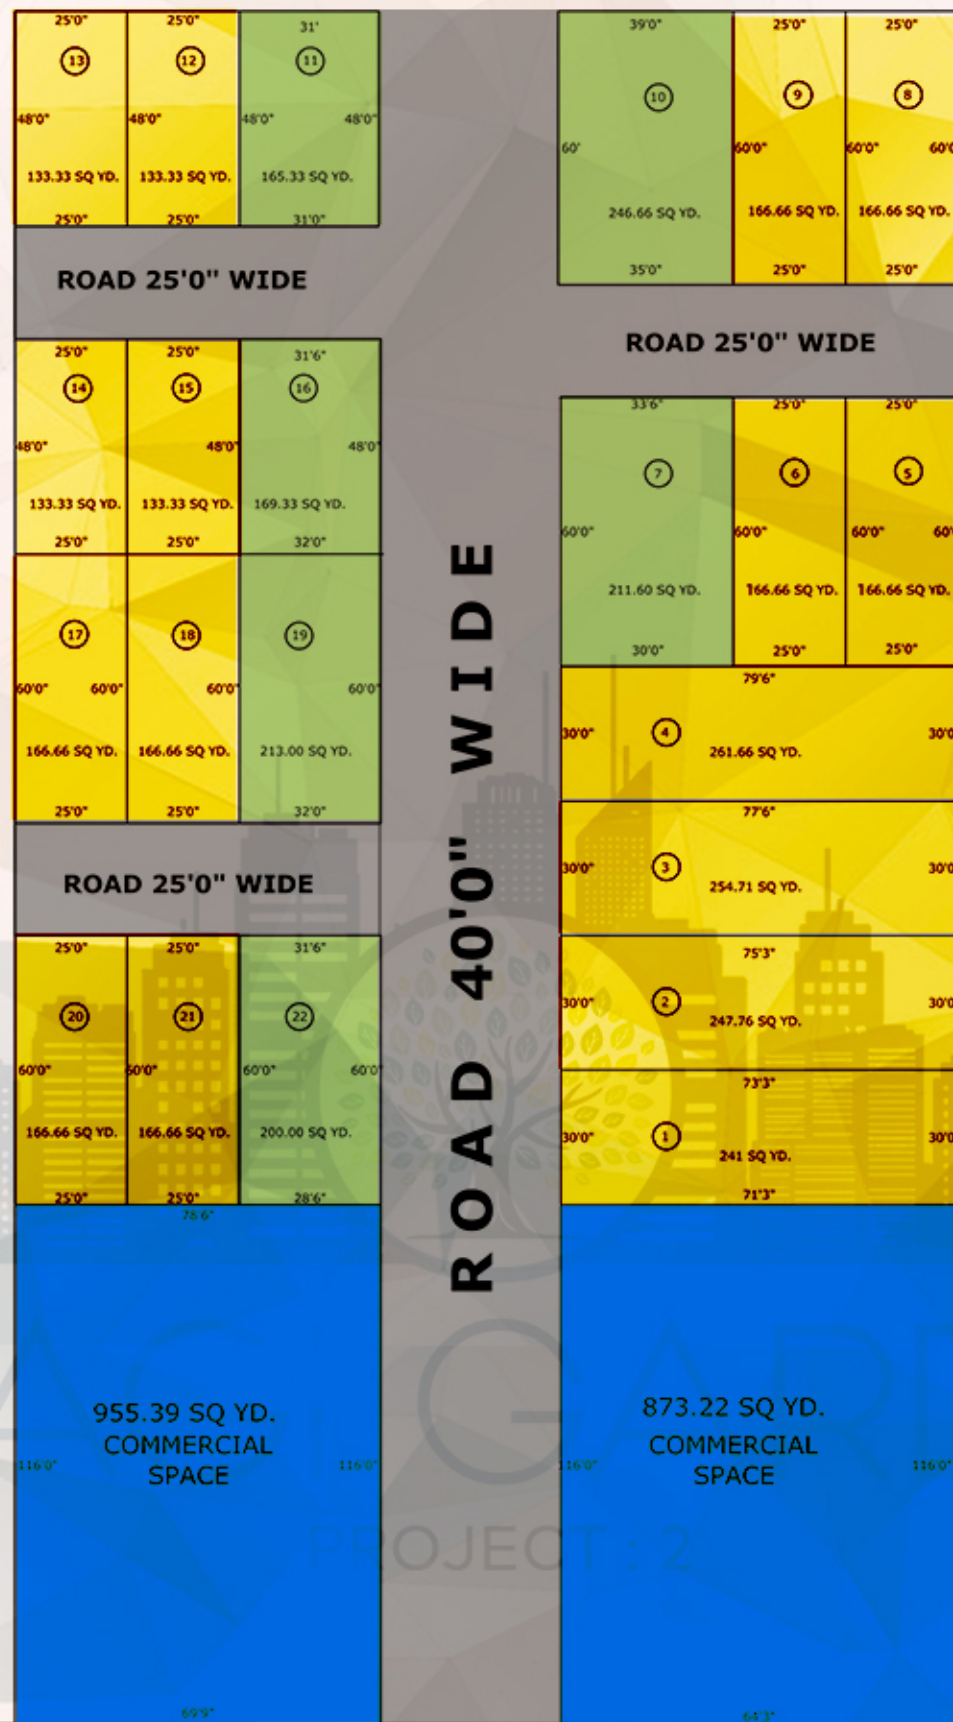 25'0" 25'0" 31'
13 12 11
48'0" 48'0" 48'0" 48'0"
133.33 SQ YD. 133.33 SQ YD. 165.33 SQ YD.
25'0" 25'0" 31'0"
39'0" 25'0" 25'0"
10 9 8
60' 60'0" 60'0"
246.66 SQ YD. 166.66 SQ YD. 166.66 SQ YD.
35'0" 25'0" 25'0"
ROAD 25'0" WIDE
ROAD 25'0" WIDE
25'0" 25'0" 31'6"
14 15 16
48'0" 48'0" 48'0"
133.33 SQ YD. 133.33 SQ YD. 169.33 SQ YD.
25'0" 25'0" 32'0"
17 18 19
60'0" 60'0" 60'0" 60'0"
166.66 SQ YD. 166.66 SQ YD. 213.00 SQ YD.
25'0" 25'0" 32'0"
ROAD 25'0" WIDE
25'0" 25'0" 31'6"
20 21 22
60'0" 60'0" 60'0" 60'0"
166.66 SQ YD. 166.66 SQ YD. 200.00 SQ YD.
25'0" 25'0" 28'6"
ROAD 40'0" WIDE
33'6" 25'0" 25'0"
7 6 5
60'0" 60'0" 60'0"
211.60 SQ YD. 166.66 SQ YD. 166.66 SQ YD.
30'0" 25'0" 25'0"
79'6"
30'0" 4 30'0"
261.66 SQ YD.
77'6"
30'0" 3 30'0"
254.71 SQ YD.
75'3"
30'0" 2 30'0"
247.76 SQ YD.
73'3"
30'0" 1 30'0"
241 SQ YD.
71'3"
78'6"
955.39 SQ YD.
COMMERCIAL
SPACE
116'0" 116'0"
69'9"
873.22 SQ YD.
COMMERCIAL
SPACE
116'0" 116'0"
64'3"
PROJECT : 2